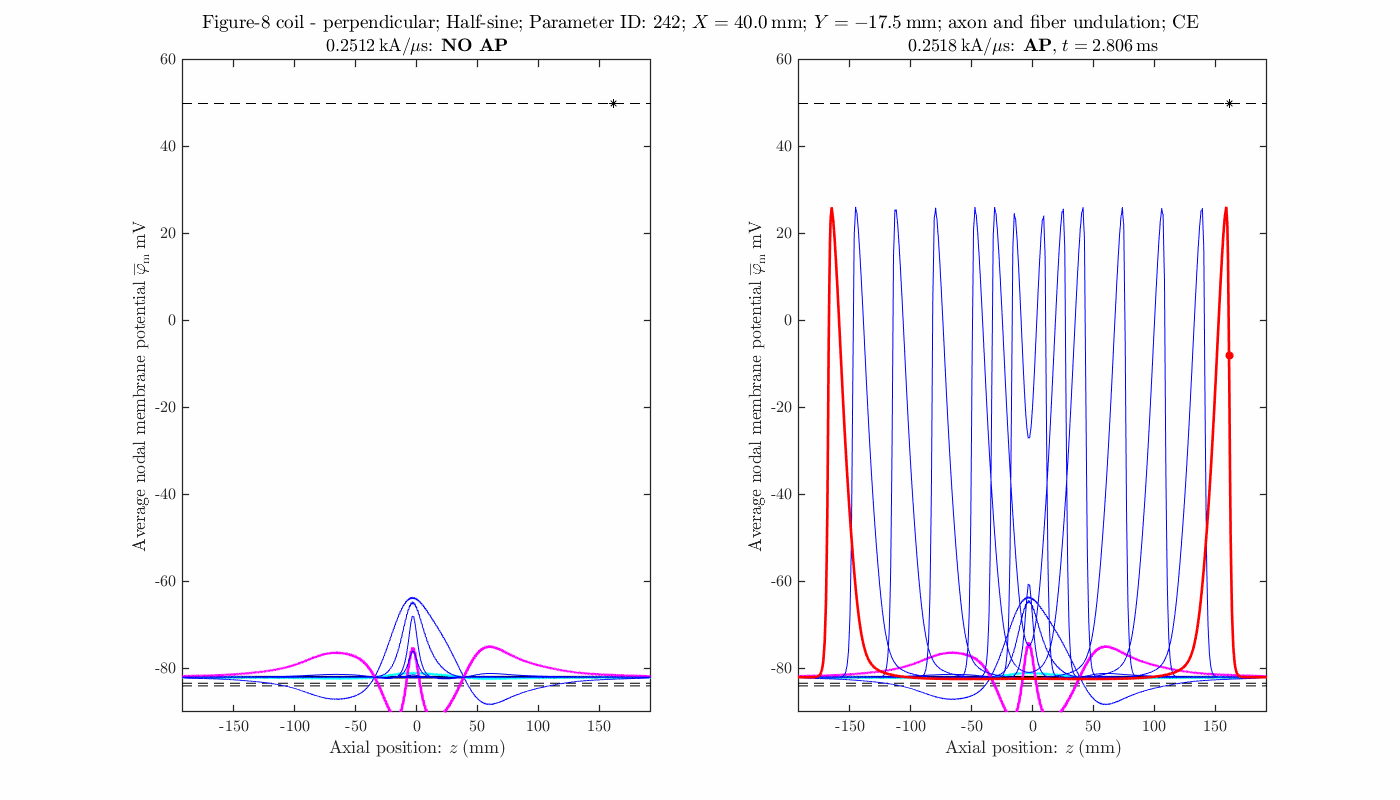 Figure-8 coil - perpendicular; Half-sine; Parameter ID: 242; X = 40.0 mm; Y = −17.5 mm; axon and fiber undulation; CE
0.2512 kA/μs: NO AP
60
40
20
0
-20
-40
-60
-80
-150 -100 -50 0 50 100 150
Axial position: z (mm)
Average nodal membrane potential φ̅m mV
0.2518 kA/μs: AP, t = 2.806 ms
60
40
20
0
-20
-40
-60
-80
-150 -100 -50 0 50 100 150
Axial position: z (mm)
Average nodal membrane potential φ̅m mV